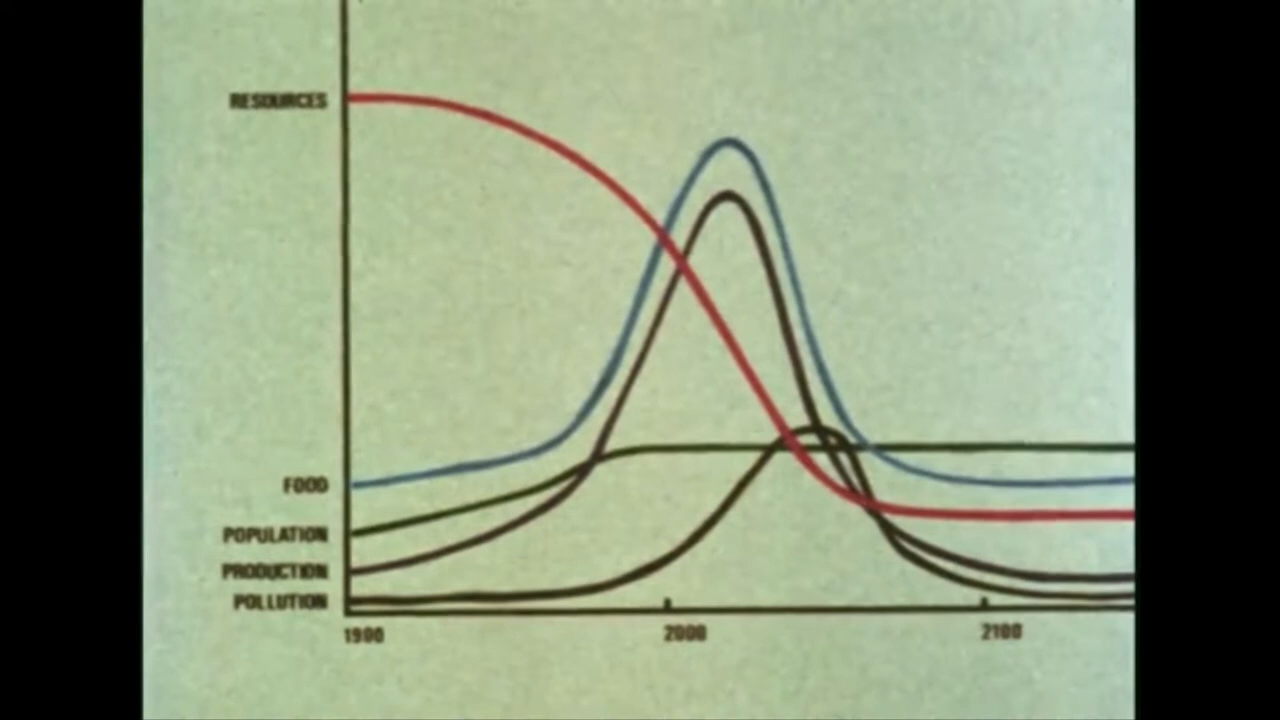 RESOURCES
FOOD
POPULATION
PRODUCTION
POLLUTION
1900 2000 2100